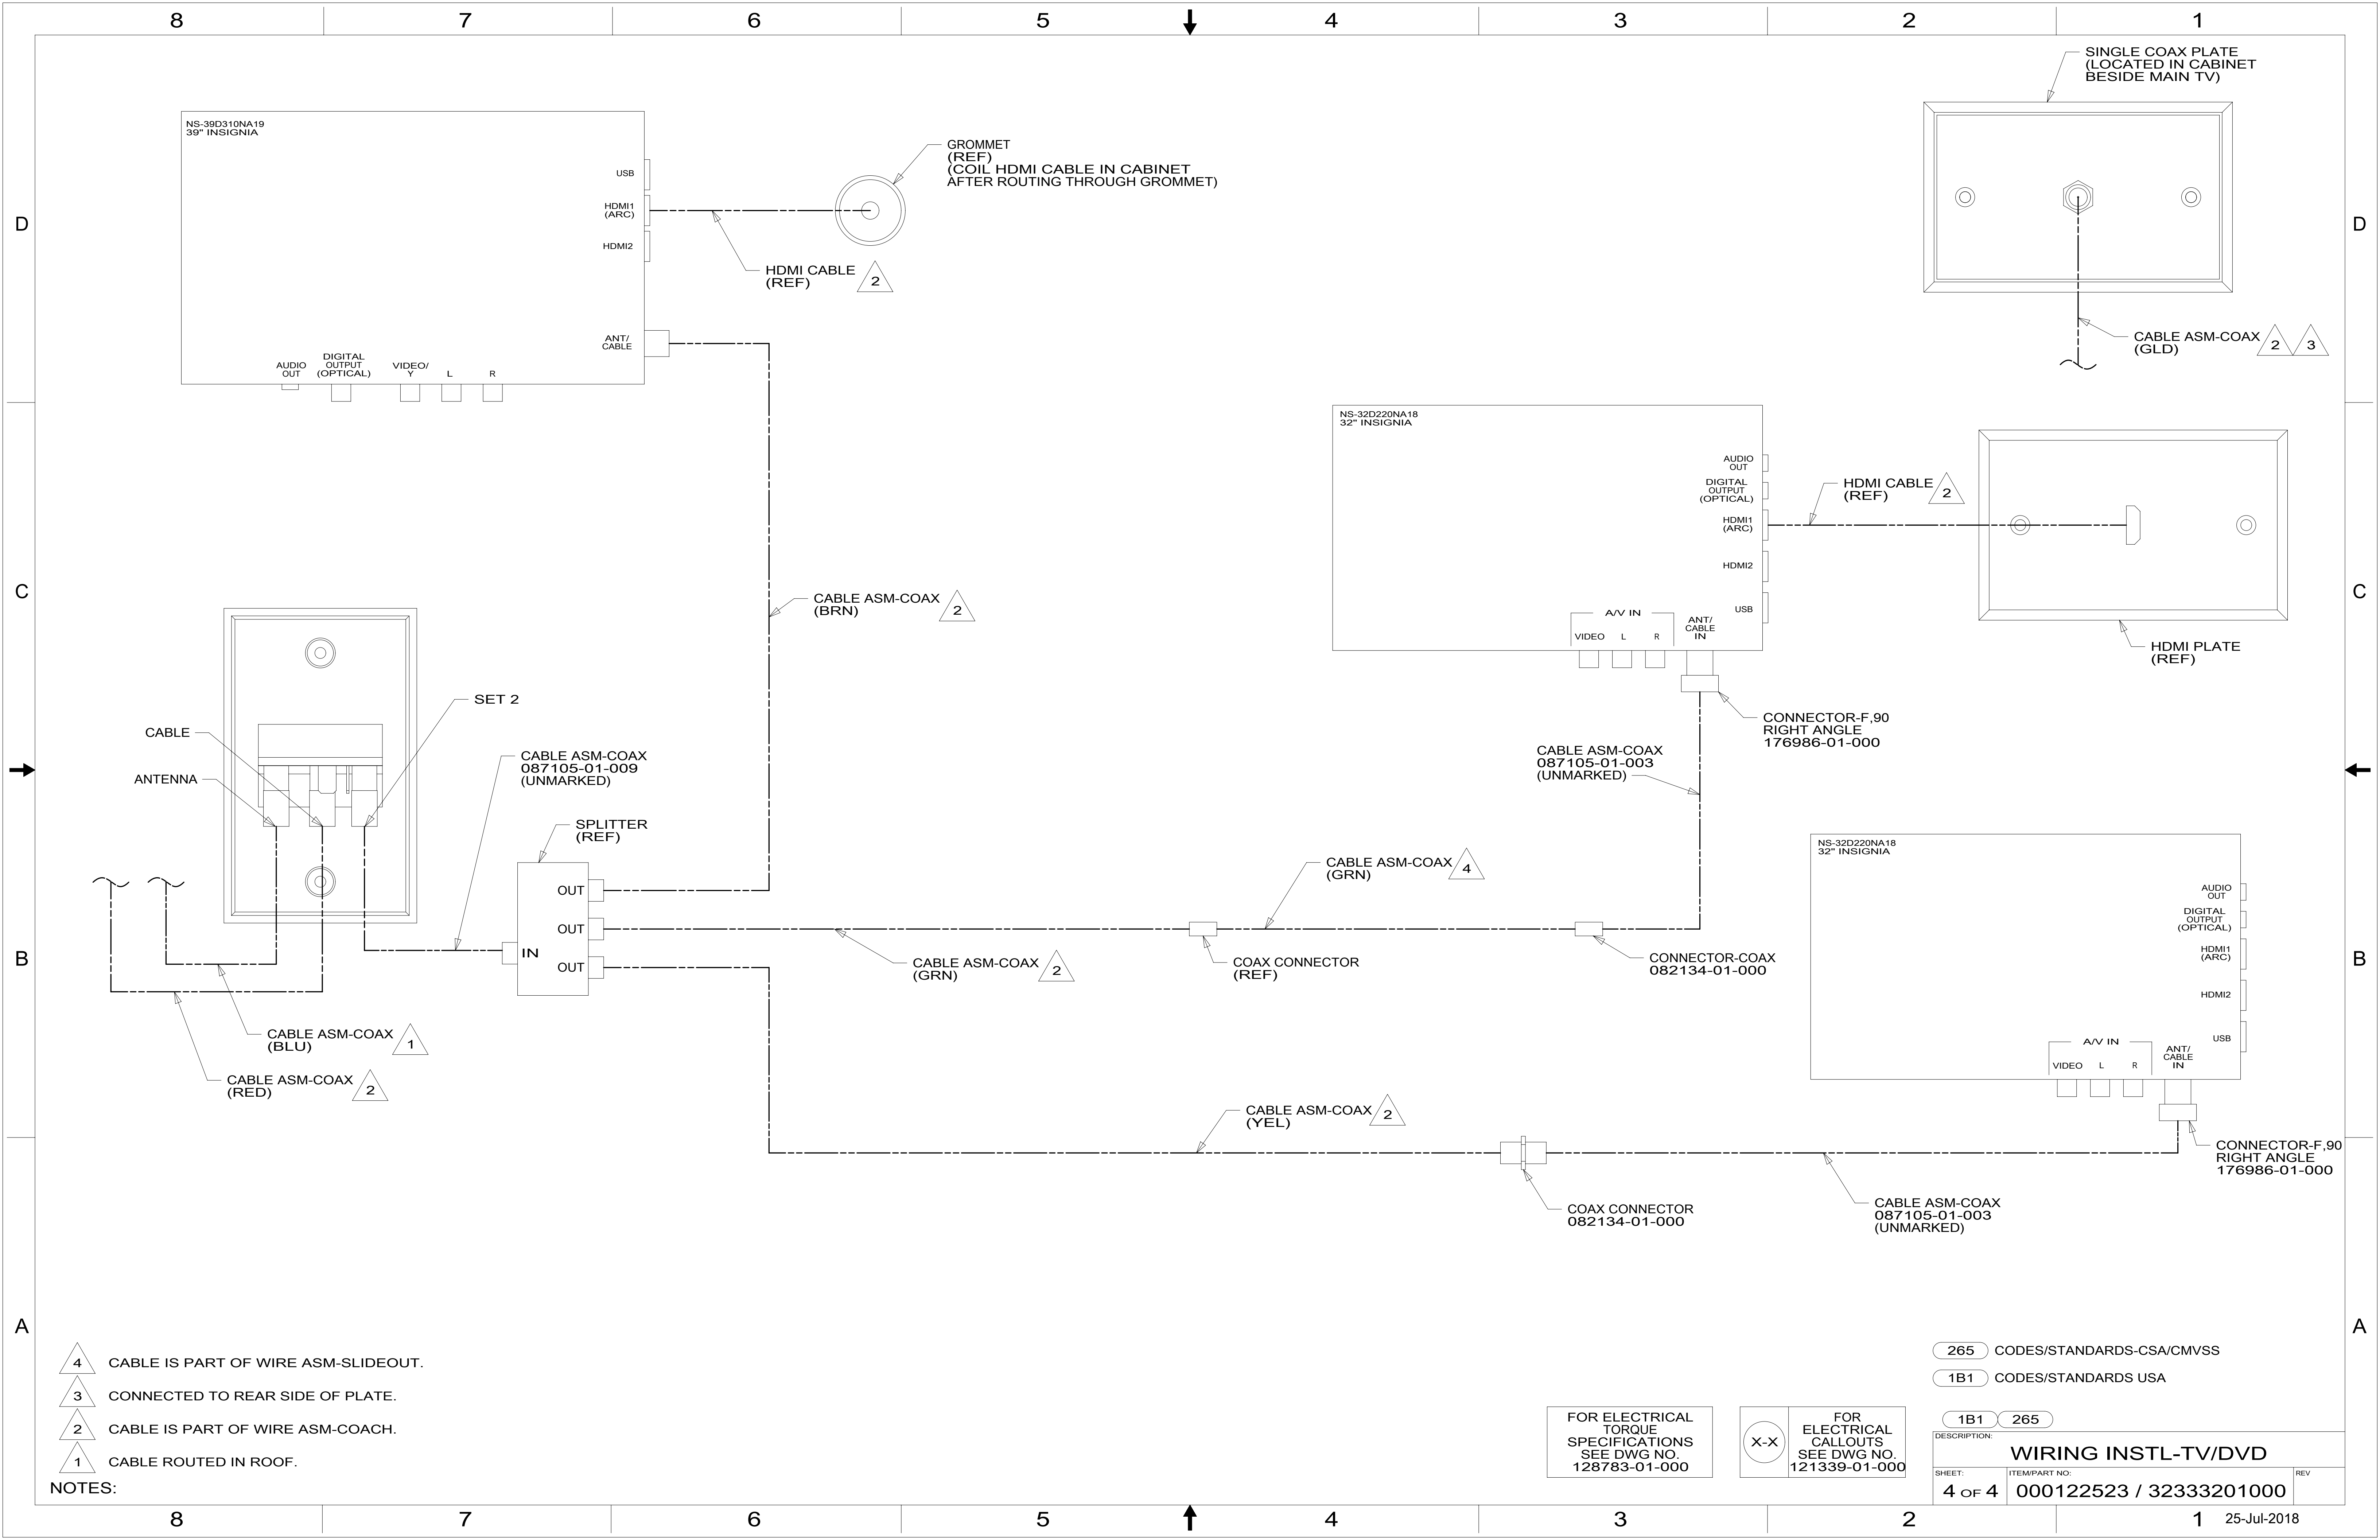 8 7 6 5 4 3 2 1
D
C
B
A
D
C
B
A
NS-39D310NA19
39" INSIGNIA
USB
HDMI1
(ARC)
HDMI2
ANT/
CABLE
AUDIO
OUT
DIGITAL
OUTPUT
(OPTICAL)
VIDEO/
Y
L
R
GROMMET
(REF)
(COIL HDMI CABLE IN CABINET
AFTER ROUTING THROUGH GROMMET)
HDMI CABLE
(REF)
2
SINGLE COAX PLATE
(LOCATED IN CABINET
BESIDE MAIN TV)
CABLE ASM-COAX
(GLD)
2
3
NS-32D220NA18
32" INSIGNIA
AUDIO
OUT
DIGITAL
OUTPUT
(OPTICAL)
HDMI1
(ARC)
HDMI2
USB
A/V IN
VIDEO
L
R
ANT/
CABLE
IN
HDMI CABLE
(REF)
2
HDMI PLATE
(REF)
CONNECTOR-F,90
RIGHT ANGLE
176986-01-000
CABLE ASM-COAX
087105-01-003
(UNMARKED)
CABLE ASM-COAX
(BRN)
2
SET 2
CABLE
ANTENNA
CABLE ASM-COAX
087105-01-009
(UNMARKED)
SPLITTER
(REF)
OUT
OUT
OUT
IN
CABLE ASM-COAX
(GRN)
2
CABLE ASM-COAX
(GRN)
4
COAX CONNECTOR
(REF)
CONNECTOR-COAX
082134-01-000
CABLE ASM-COAX
(BLU)
1
CABLE ASM-COAX
(RED)
2
NS-32D220NA18
32" INSIGNIA
AUDIO
OUT
DIGITAL
OUTPUT
(OPTICAL)
HDMI1
(ARC)
HDMI2
USB
A/V IN
VIDEO
L
R
ANT/
CABLE
IN
CABLE ASM-COAX
(YEL)
2
COAX CONNECTOR
082134-01-000
CABLE ASM-COAX
087105-01-003
(UNMARKED)
CONNECTOR-F,90
RIGHT ANGLE
176986-01-000
4 CABLE IS PART OF WIRE ASM-SLIDEOUT.
3 CONNECTED TO REAR SIDE OF PLATE.
2 CABLE IS PART OF WIRE ASM-COACH.
1 CABLE ROUTED IN ROOF.
NOTES:
FOR ELECTRICAL
TORQUE
SPECIFICATIONS
SEE DWG NO.
128783-01-000
X-X
FOR
ELECTRICAL
CALLOUTS
SEE DWG NO.
121339-01-000
265 CODES/STANDARDS-CSA/CMVSS
1B1 CODES/STANDARDS USA
1B1 265
DESCRIPTION:
WIRING INSTL-TV/DVD
SHEET:
4 OF 4
ITEM/PART NO:
000122523 / 32333201000
REV
8 7 6 5 4 3 2 1
25-Jul-2018